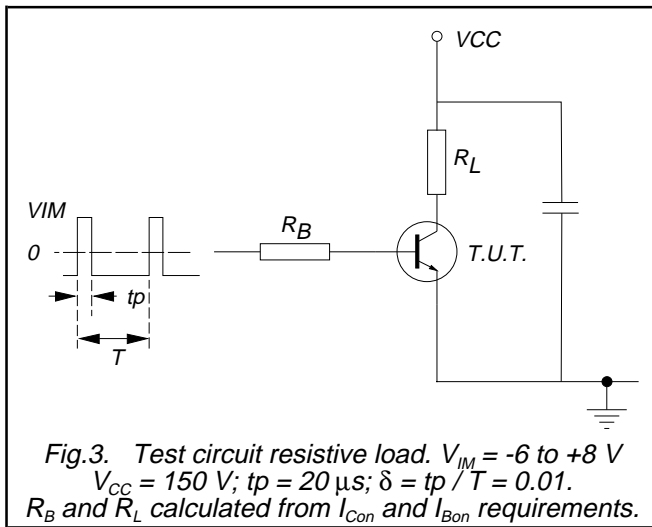 VCC
R_L
VIM
R_B
0
T.U.T.
tp
T
Fig.3. Test circuit resistive load. V_IM = -6 to +8 V
V_CC = 150 V; tp = 20 μs; δ = tp / T = 0.01.
R_B and R_L calculated from I_Con and I_Bon requirements.